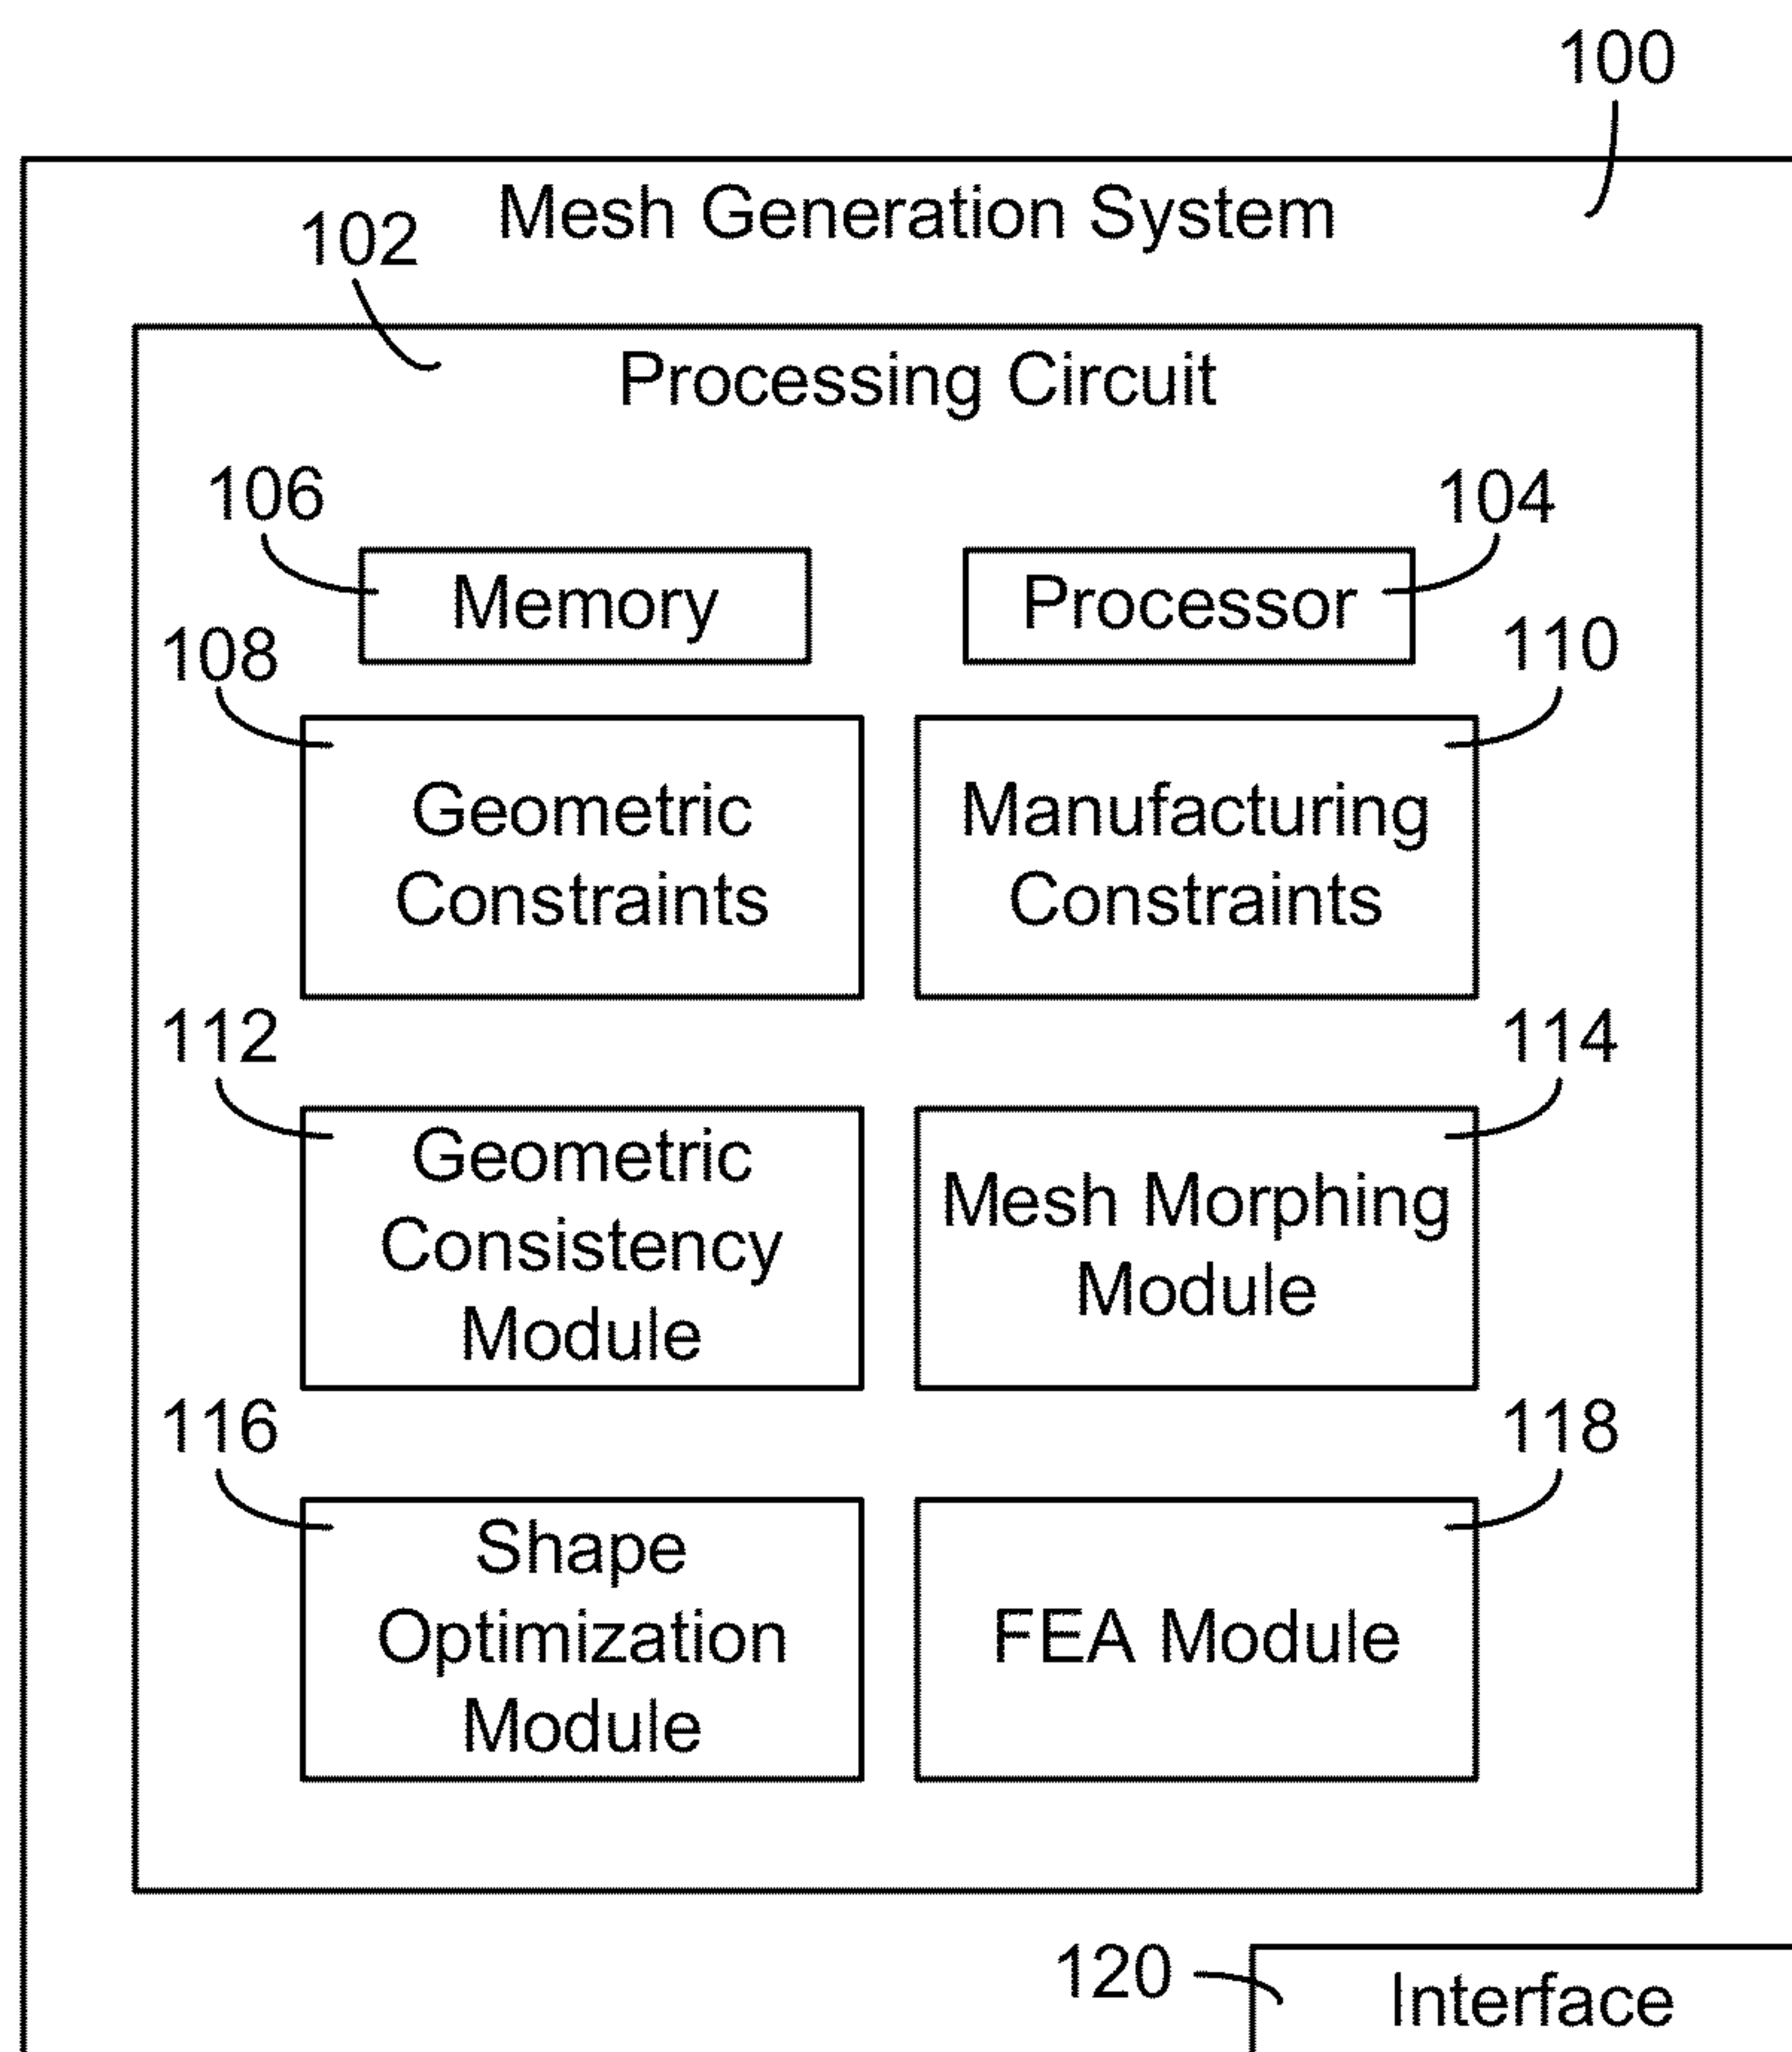 100
Mesh Generation System
102
Processing Circuit
106
104
Memory
Processor
108
110
Geometric
Constraints
Manufacturing
Constraints
112
114
Geometric
Consistency
Module
Mesh Morphing
Module
116
118
Shape
Optimization
Module
FEA Module
120
Interface